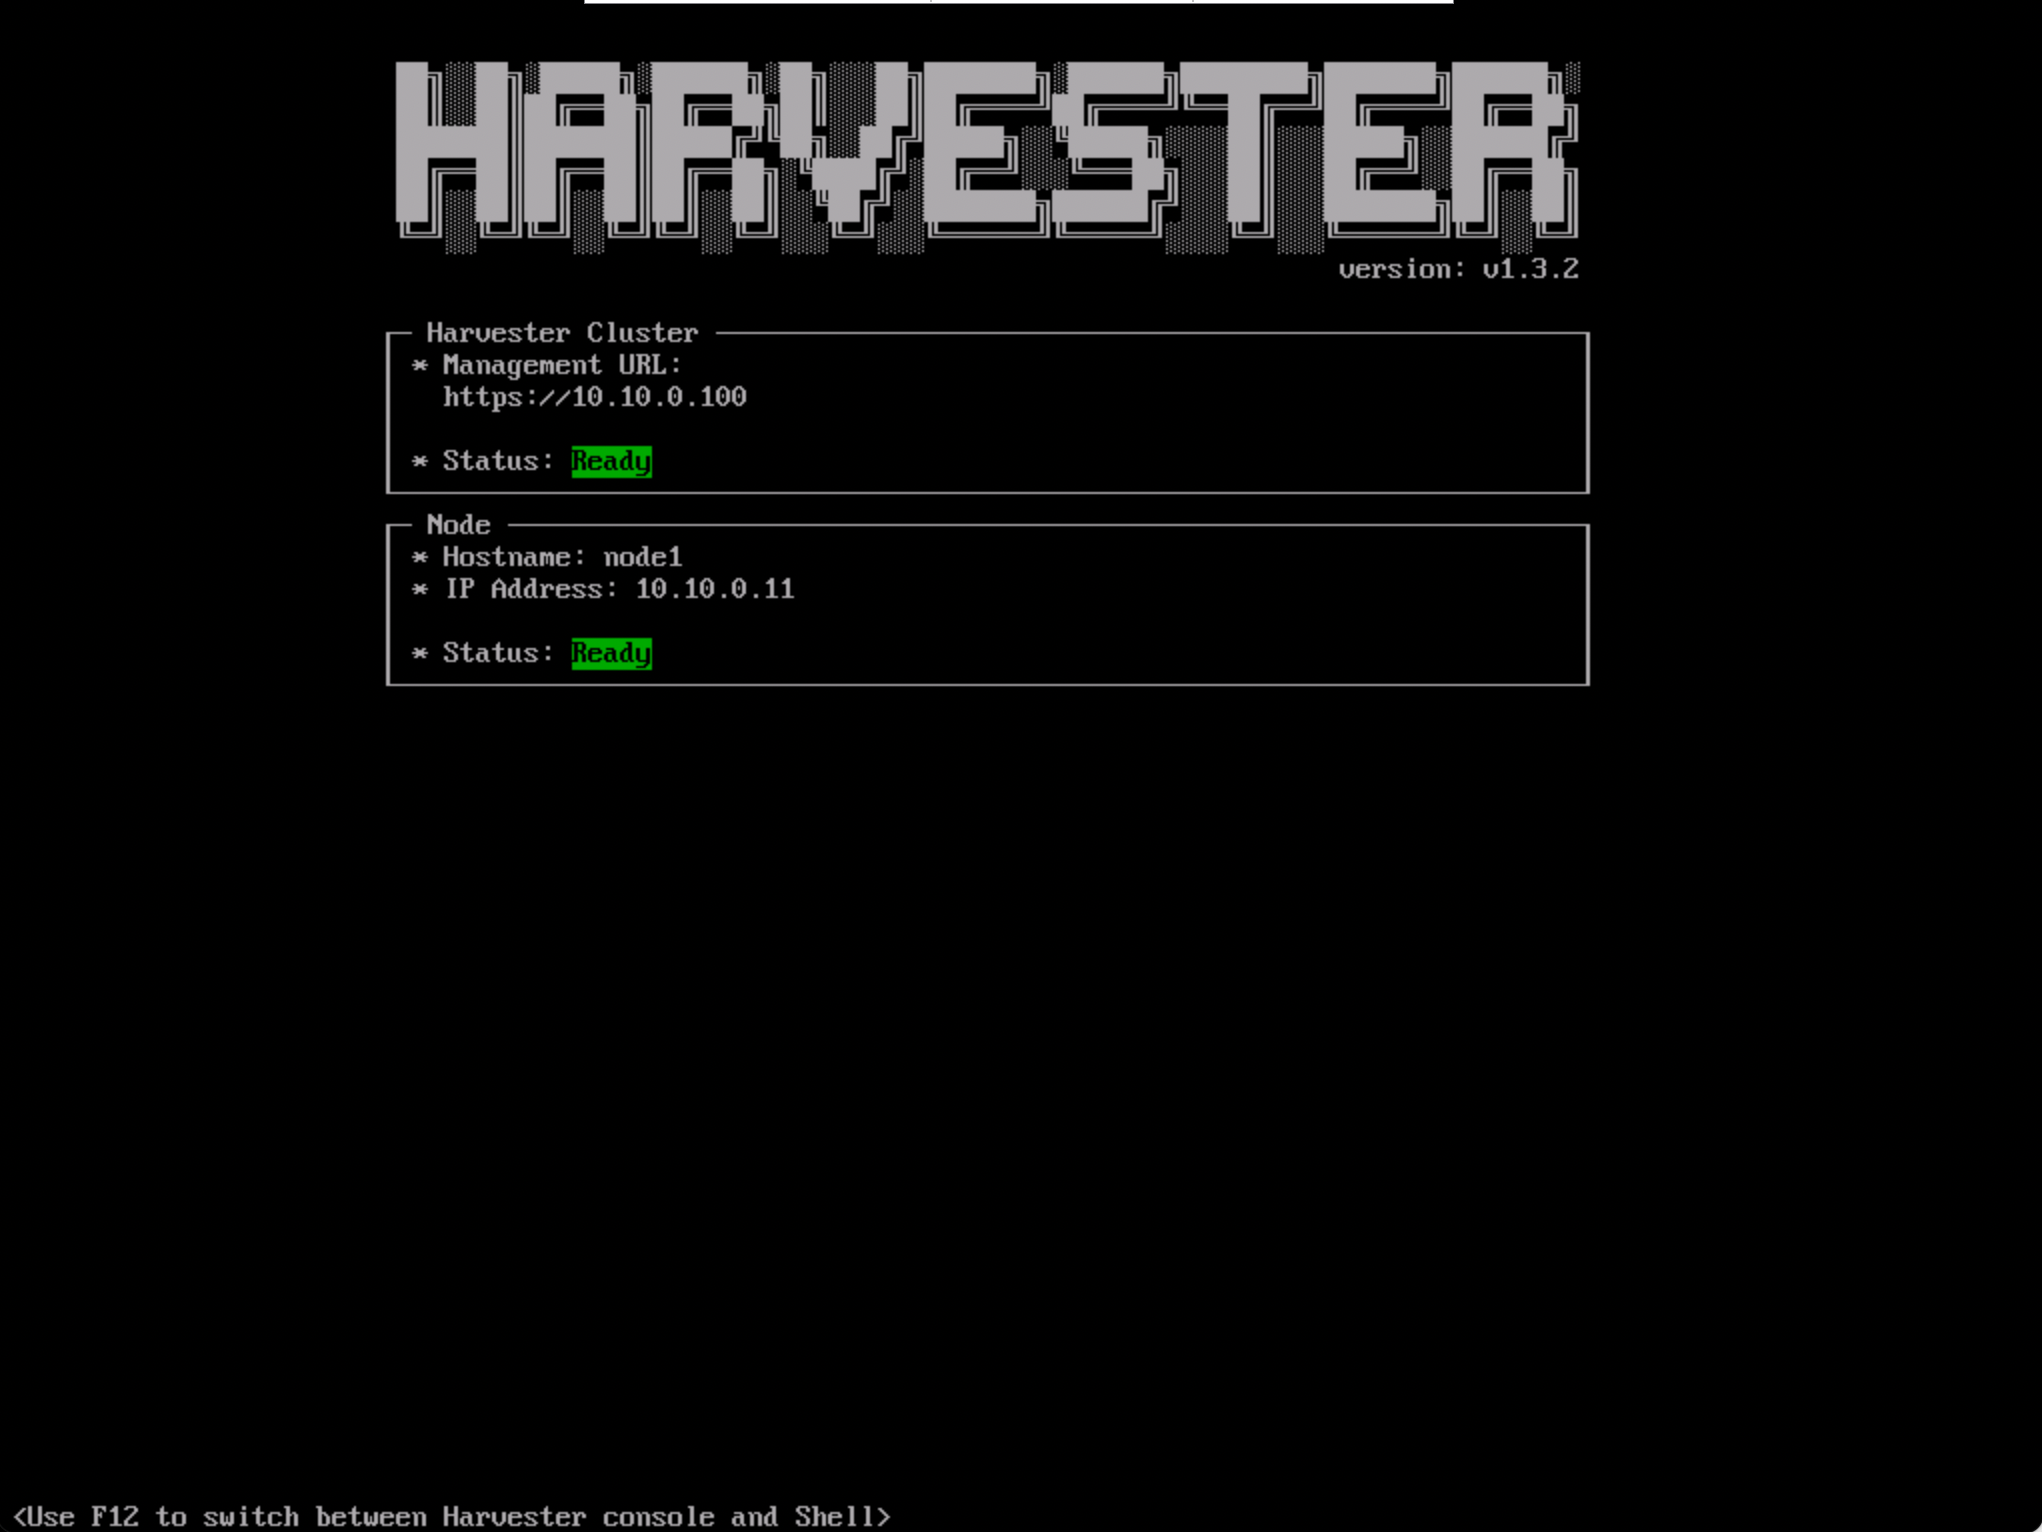 HARVESTER
version: v1.3.2
Harvester Cluster
* Management URL:
https://10.10.0.100
* Status: Ready
Node
* Hostname: node1
* IP Address: 10.10.0.11
* Status: Ready
<Use F12 to switch between Harvester console and Shell>